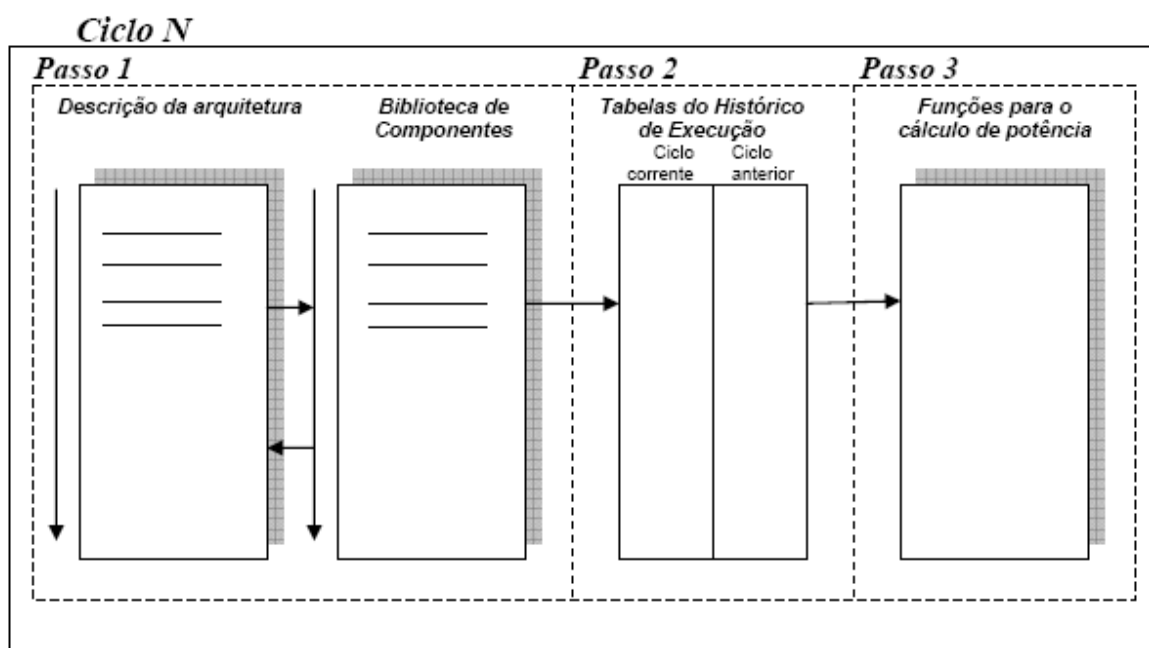 Ciclo N
Passo 1
Passo 2
Passo 3
Descrição da arquitetura
Biblioteca de
Componentes
Tabelas do Histórico
de Execução
Ciclo
corrente
Ciclo
anterior
Funções para o
cálculo de potência